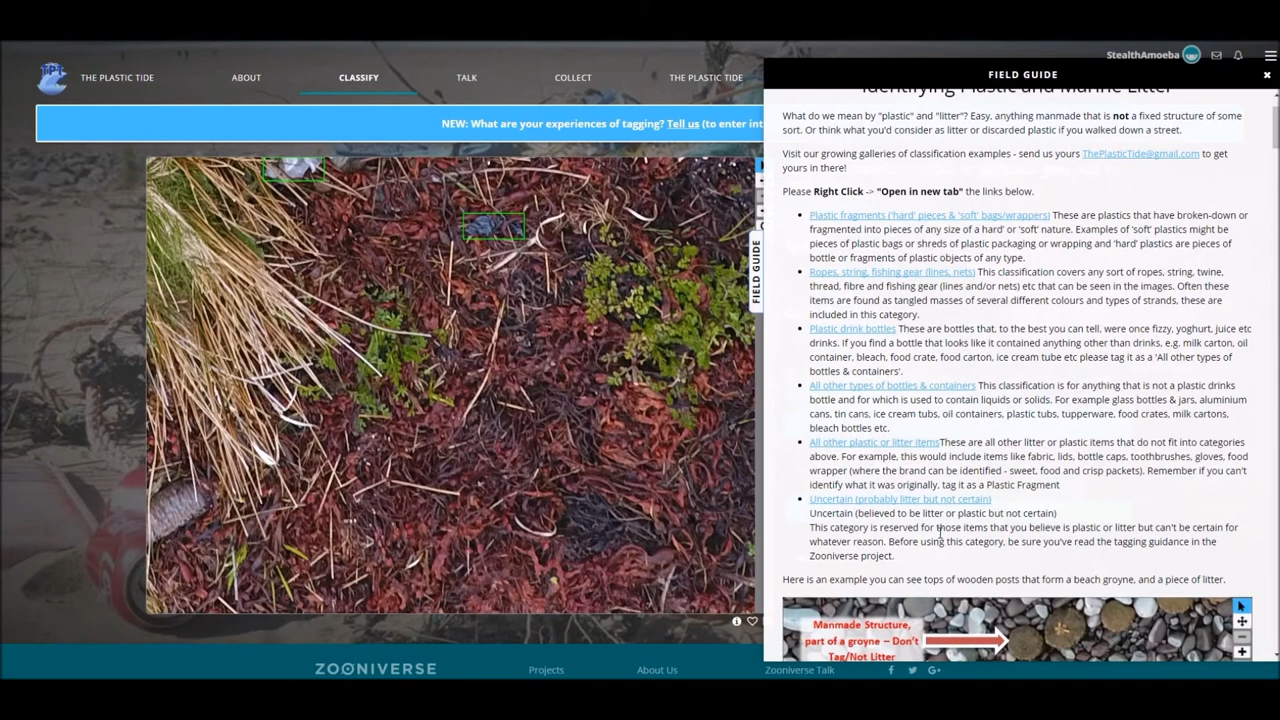 StealthAmoeba
TPT
THE PLASTIC TIDE
ABOUT
CLASSIFY
TALK
COLLECT
THE PLASTIC TIDE
NEW: What are your experiences of tagging? Tell us (to enter int
FIELD GUIDE
FIELD GUIDE
Identifying Plastic and Marine Litter
What do we mean by "plastic" and "litter"? Easy, anything manmade that is not a fixed structure of some
sort. Or think what you'd consider as litter or discarded plastic if you walked down a street.
Visit our growing galleries of classification examples - send us yours ThePlasticTide@gmail.com to get
yours in there!
Please Right Click -> "Open in new tab" the links below.
• Plastic fragments ('hard' pieces & 'soft' bags/wrappers) These are plastics that have broken-down or
fragmented into pieces of any size of a hard' or 'soft' nature. Examples of 'soft' plastics might be
pieces of plastic bags or shreds of plastic packaging or wrapping and 'hard' plastics are pieces of
bottle or fragments of plastic objects of any type.
• Ropes, string, fishing gear (lines, nets) This classification covers any sort of ropes, string, twine,
thread, fibre and fishing gear (lines and/or nets) etc that can be seen in the images. Often these
items are found as tangled masses of several different colours and types of strands, these are
included in this category.
• Plastic drink bottles These are bottles that, to the best you can tell, were once fizzy, yoghurt, juice etc
drinks. if you find a bottle that looks like it contained anything other than drinks, e.g. milk carton, oil
container, bleach, food crate, food carton, ice cream tube etc please tag it as a 'All other types of
bottles & containers'.
• All other types of bottles & containers This classification is for anything that is not a plastic drinks
bottle and for which is used to contain liquids or solids. For example glass bottles & jars, aluminium
cans, tin cans, ice cream tubs, oil containers, plastic tubs, tupperware, food crates, milk cartons,
bleach bottles etc.
• All other plastic or litter itemsThese are all other litter or plastic items that do not fit into categories
above. For example, this would include items like fabric, lids, bottle caps, toothbrushes, gloves, food
wrapper (where the brand can be identified - sweet, food and crisp packets). Remember if you can't
identify what it was originally, tag it as a Plastic Fragment
• Uncertain (probably litter but not certain)
Uncertain (believed to be litter or plastic but not certain)
This category is reserved for those items that you believe is plastic or litter but can't be certain for
whatever reason. Before using this category, be sure you've read the tagging guidance in the
Zooniverse project.
Here is an example you can see tops of wooden posts that form a beach groyne, and a piece of litter.
Manmade Structure,
part of a groyne – Don't
Tag/Not Litter
ZOONIVERSE
Projects
About Us
Zooniverse Talk